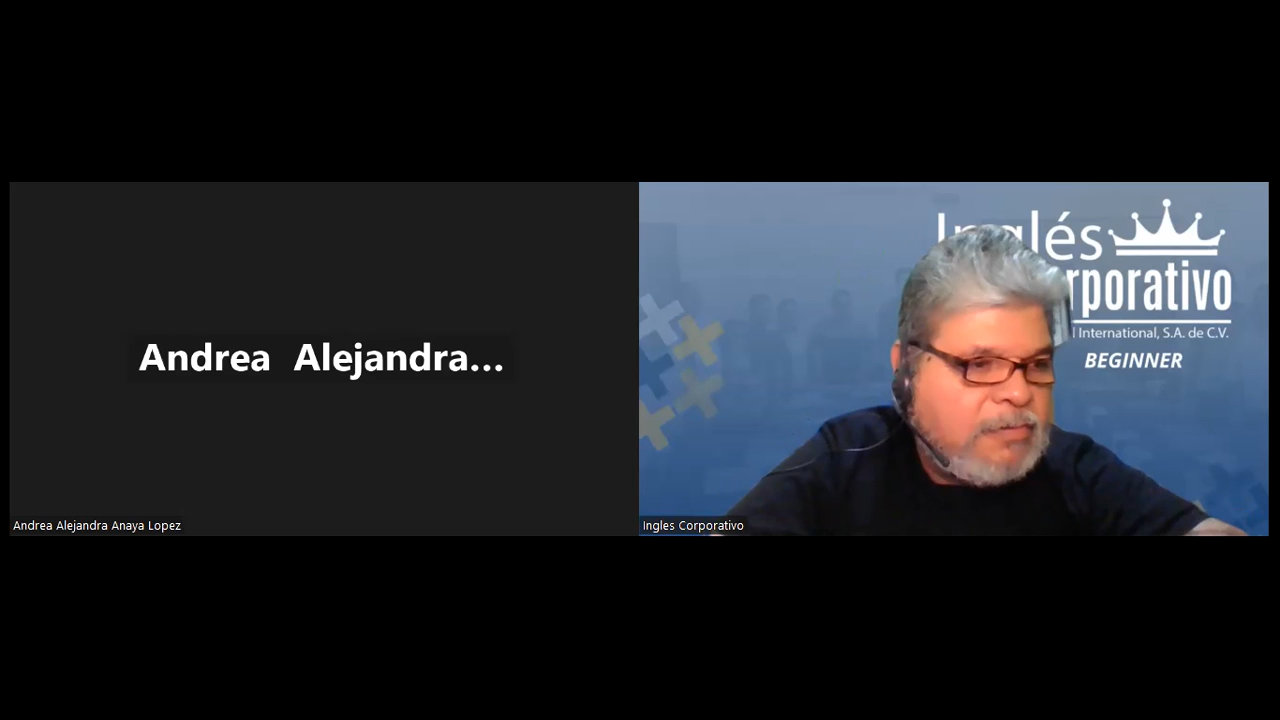 Andrea Alejandra...
Andrea Alejandra Anaya Lopez
Inglés
rporativo
l International, S.A. de C.V.
BEGINNER
Ingles Corporativo